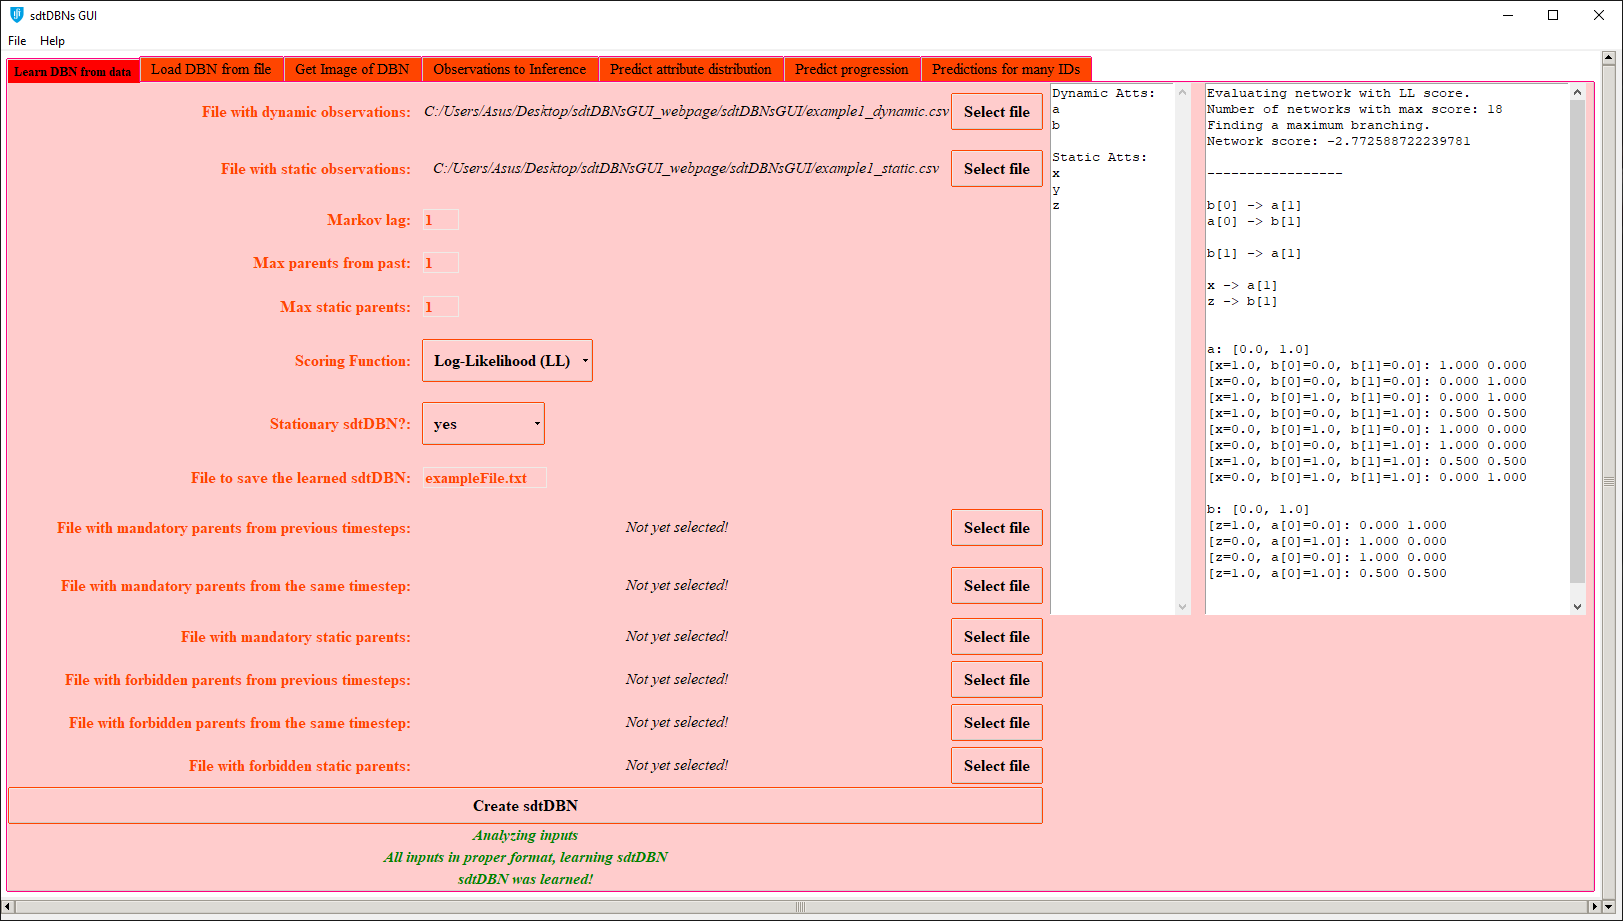 sdtDBNs GUI
File Help
Learn DBN from data Load DBN from file Get Image of DBN Observations to Inference Predict attribute distribution Predict progression Predictions for many IDs
File with dynamic observations: C:/Users/Asus/Desktop/sdtDBNsGUI_webpage/sdtDBNsGUI/example1_dynamic.csv Select file
File with static observations: C:/Users/Asus/Desktop/sdtDBNsGUI_webpage/sdtDBNsGUI/example1_static.csv Select file
Markov lag: 1
Max parents from past: 1
Max static parents: 1
Scoring Function: Log-Likelihood (LL)
Stationary sdtDBN?: yes
File to save the learned sdtDBN: exampleFile.txt
File with mandatory parents from previous timesteps: Not yet selected! Select file
File with mandatory parents from the same timestep: Not yet selected! Select file
File with mandatory static parents: Not yet selected! Select file
File with forbidden parents from previous timesteps: Not yet selected! Select file
File with forbidden parents from the same timestep: Not yet selected! Select file
File with forbidden static parents: Not yet selected! Select file
Create sdtDBN
Analyzing inputs
All inputs in proper format, learning sdtDBN
sdtDBN was learned!
Dynamic Atts:
a
b
Static Atts:
x
y
z
Evaluating network with LL score.
Number of networks with max score: 18
Finding a maximum branching.
Network score: -2.772588722239781
-----------------
b[0] -> a[1]
a[0] -> b[1]
b[1] -> a[1]
x -> a[1]
z -> b[1]
a: [0.0, 1.0]
[x=1.0, b[0]=0.0, b[1]=0.0]: 1.000 0.000
[x=0.0, b[0]=0.0, b[1]=0.0]: 0.000 1.000
[x=1.0, b[0]=1.0, b[1]=0.0]: 0.000 1.000
[x=1.0, b[0]=0.0, b[1]=1.0]: 0.500 0.500
[x=0.0, b[0]=1.0, b[1]=0.0]: 1.000 0.000
[x=0.0, b[0]=0.0, b[1]=1.0]: 1.000 0.000
[x=1.0, b[0]=1.0, b[1]=1.0]: 0.500 0.500
[x=0.0, b[0]=1.0, b[1]=1.0]: 0.000 1.000
b: [0.0, 1.0]
[z=1.0, a[0]=0.0]: 0.000 1.000
[z=0.0, a[0]=1.0]: 1.000 0.000
[z=0.0, a[0]=0.0]: 1.000 0.000
[z=1.0, a[0]=1.0]: 0.500 0.500